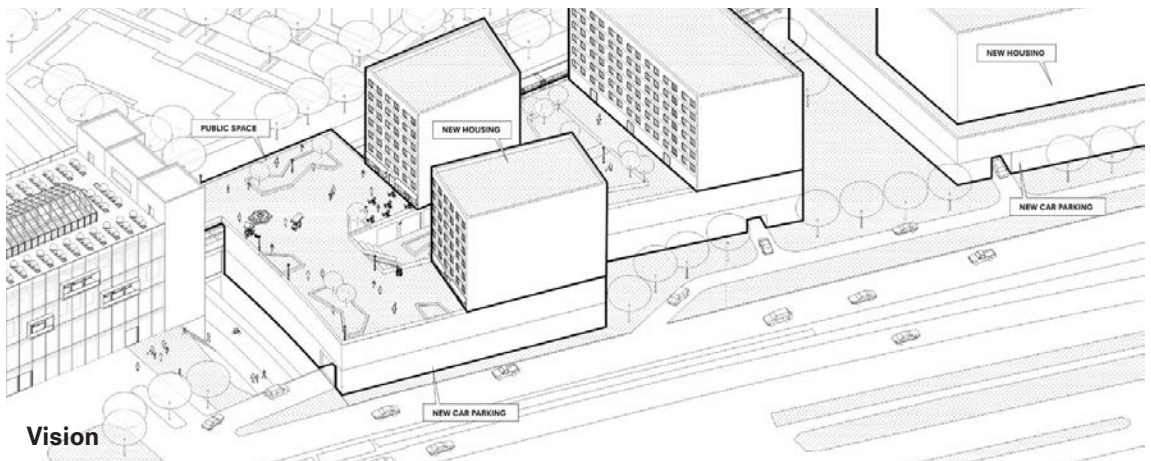 NEW HOUSING
PUBLIC SPACE
NEW HOUSING
NEW CAR PARKING
NEW CAR PARKING
Vision